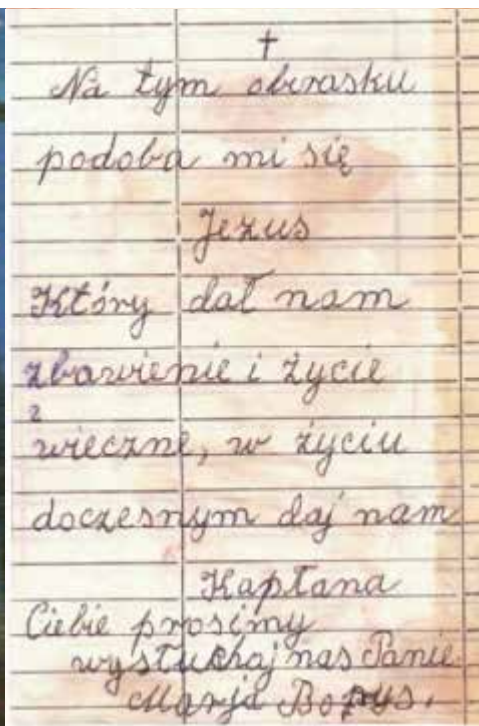 †
Na tym obrasku
podoba mi się
Jezus
Który dał nam
zbawienie i życie
wieczne, w życiu
doczesnym daj nam
Kapłana
Ciebie prosimy
wysłuchaj nas Panie
Marja